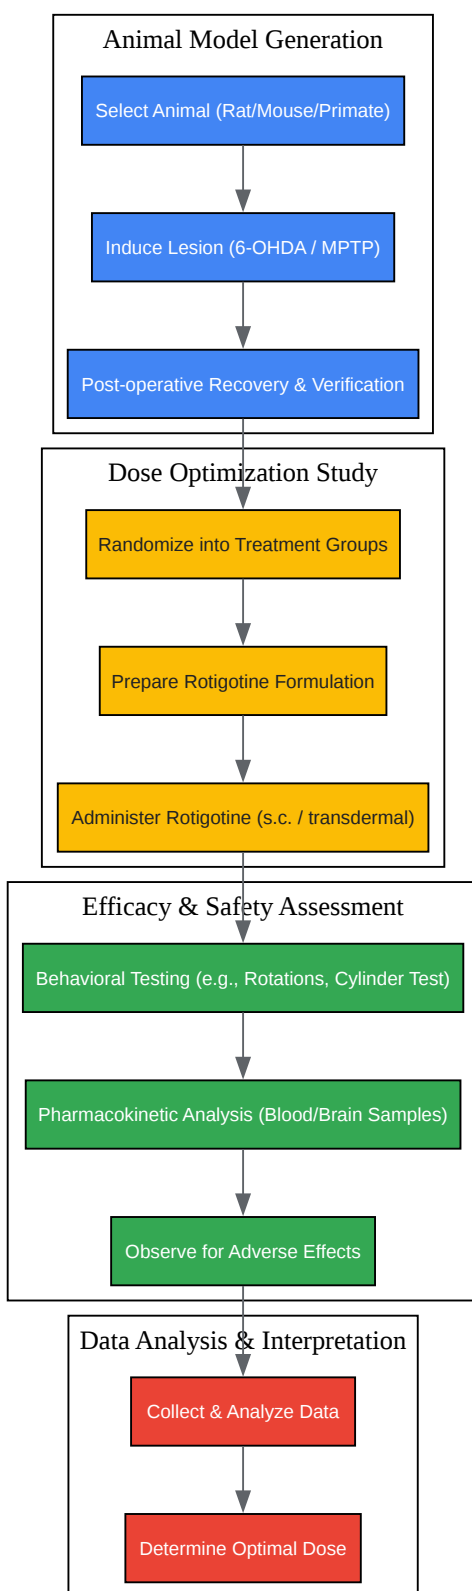 Animal Model Generation
Select Animal (Rat/Mouse/Primate)
Induce Lesion (6-OHDA / MPTP)
Post-operative Recovery & Verification
Dose Optimization Study
Randomize into Treatment Groups
Prepare Rotigotine Formulation
Administer Rotigotine (s.c. / transdermal)
Efficacy & Safety Assessment
Behavioral Testing (e.g., Rotations, Cylinder Test)
Pharmacokinetic Analysis (Blood/Brain Samples)
Observe for Adverse Effects
Data Analysis & Interpretation
Collect & Analyze Data
Determine Optimal Dose